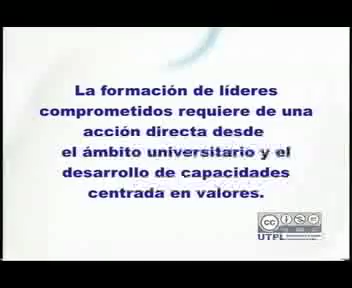 La formación de líderes
comprometidos requiere de una
acción directa desde
el ámbito universitario y el
desarrollo de capacidades
centrada en valores.
cc
UTPL